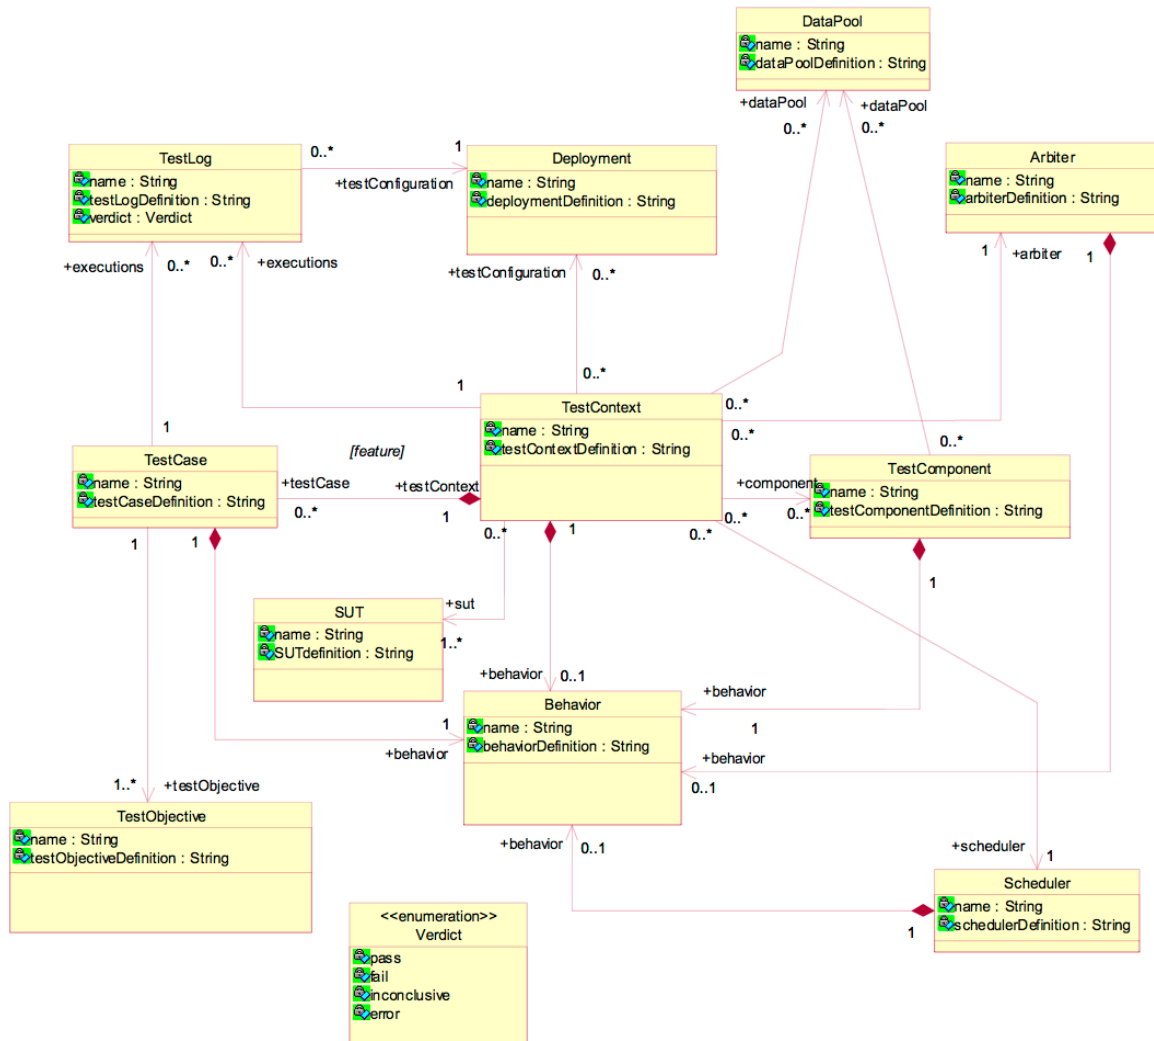 DataPool
name : String
dataPoolDefinition : String
+dataPool
+dataPool
0..*
0..*
TestLog
name : String
testLogDefinition : String
verdict : Verdict
0..*
1
+testConfiguration
Deployment
name : String
deploymentDefinition : String
Arbiter
name : String
arbiterDefinition : String
+executions
0..*
0..*
+executions
+testConfiguration
0..*
1
+arbiter
1
0..*
1
TestContext
name : String
testContextDefinition : String
0..*
0..*
1
TestCase
name : String
testCaseDefinition : String
[feature]
+testCase
0..*
+testContext
1
0..*
TestComponent
name : String
testComponentDefinition : String
+component
0..*
0..*
0..*
1
1
0..*
1
1
SUT
name : String
SUTdefinition : String
+sut
1..*
+behavior
0..1
Behavior
name : String
behaviorDefinition : String
+behavior
1
1
+behavior
+behavior
0..1
1..*
+testObjective
TestObjective
name : String
testObjectiveDefinition : String
+behavior
0..1
+scheduler
1
Scheduler
name : String
schedulerDefinition : String
1
<<enumeration>>
Verdict
pass
fail
inconclusive
error